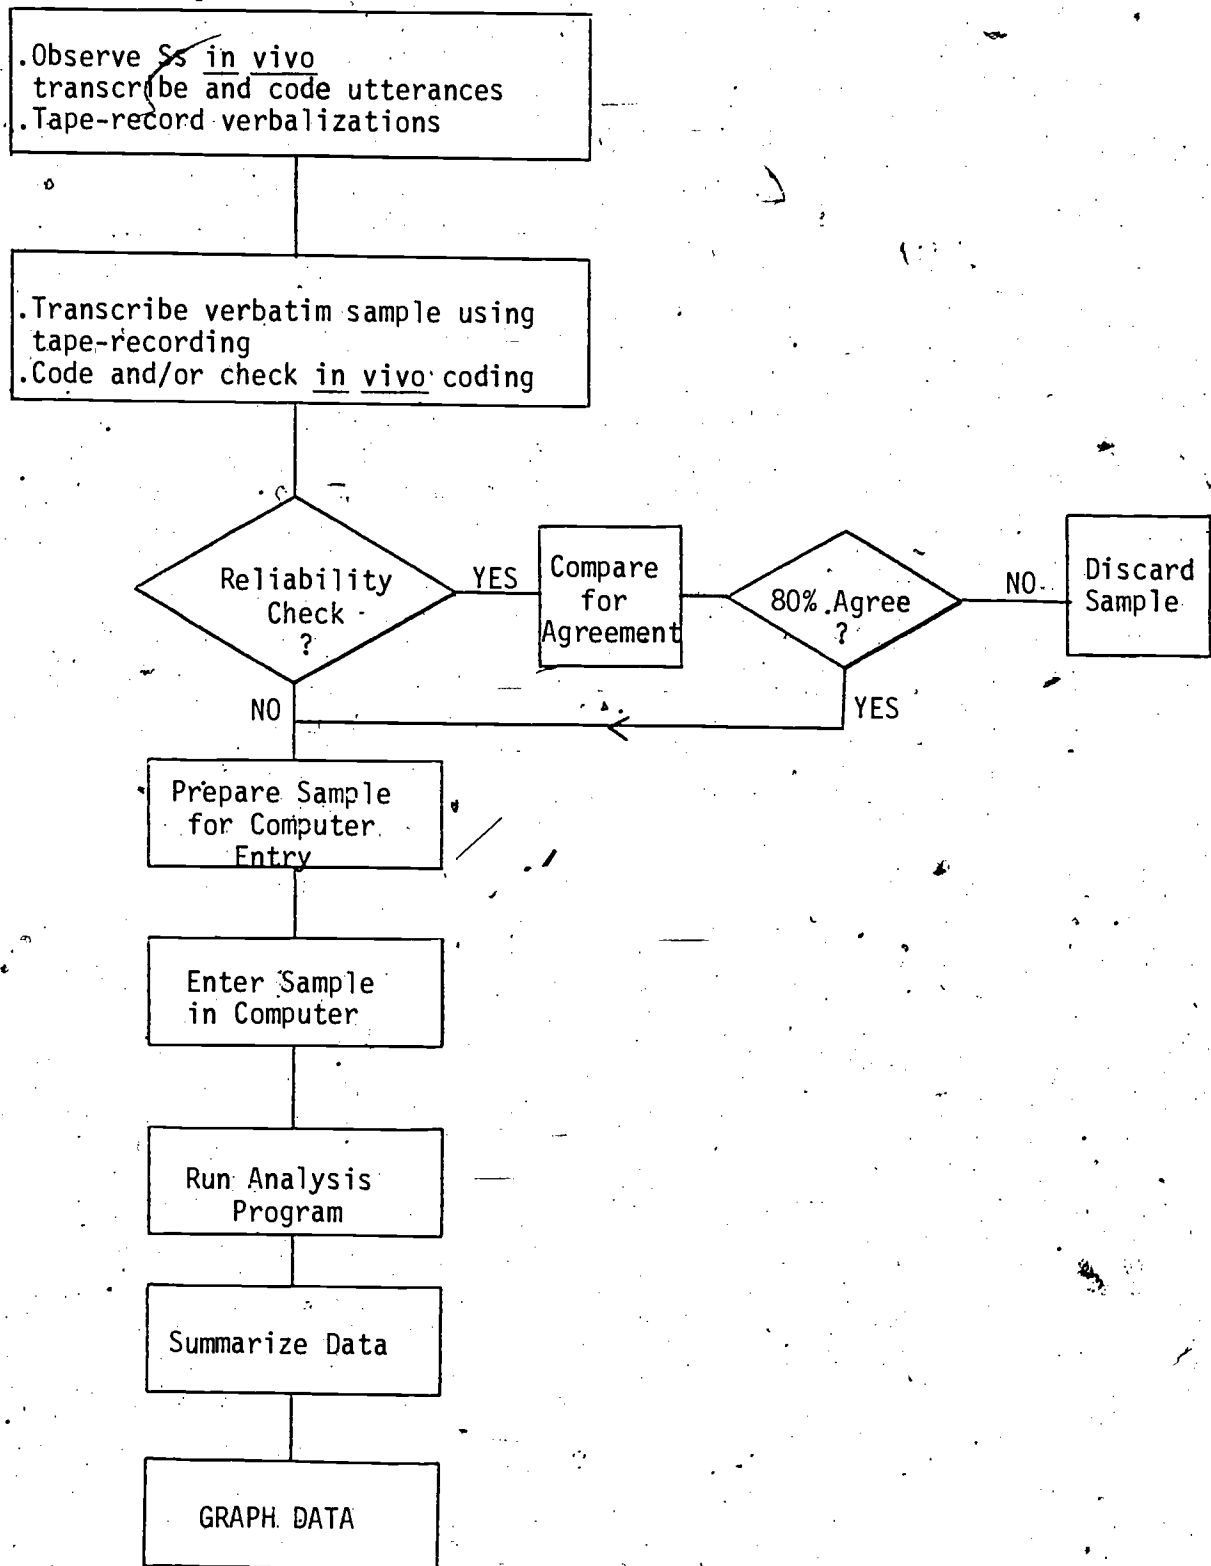 .Observe Ss in vivo
transcribe and code utterances
.Tape-record verbalizations
.Transcribe verbatim sample using
tape-recording
.Code and/or check in vivo coding
Reliability
Check
?
YES
Compare
for
Agreement
80% Agree
?
NO
Discard
Sample
NO
YES
Prepare Sample
for Computer
Entry
Enter Sample
in Computer
Run Analysis
Program
Summarize Data
GRAPH DATA